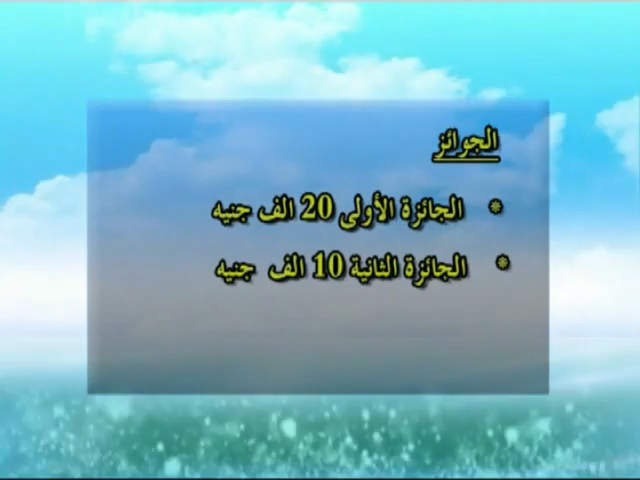 الجوائز
* الجائزة الأولى 20 الف جنيه
* الجائزة الثانية 10 الف جنيه